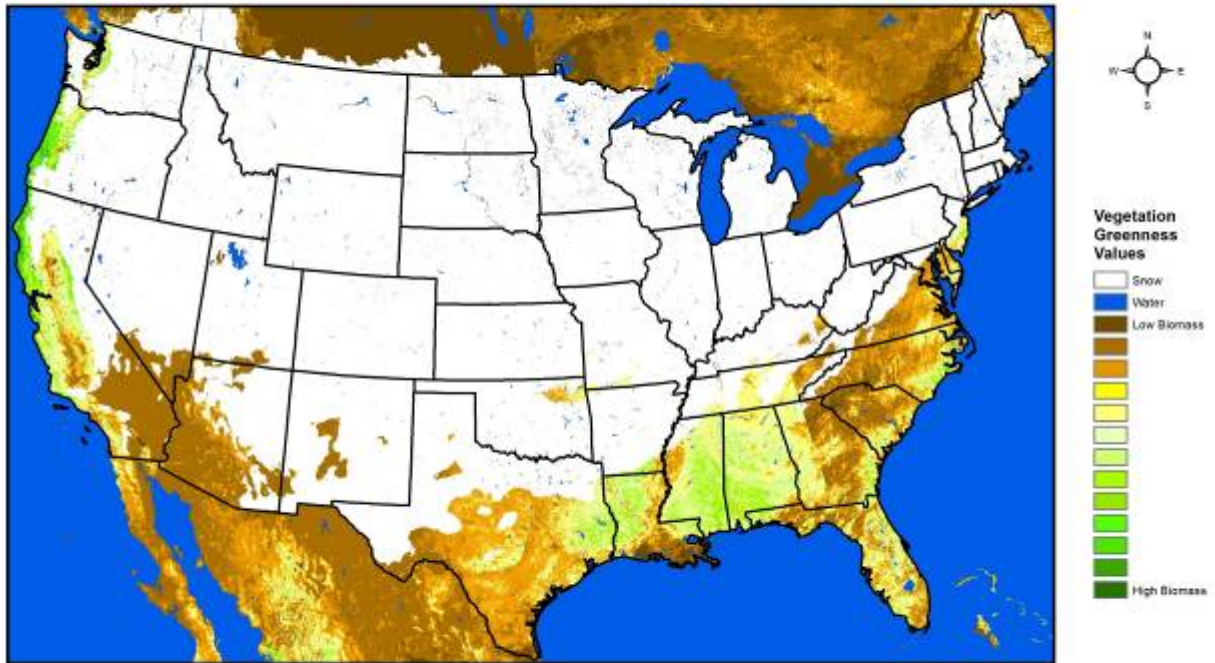 N
W E
S
Vegetation
Greenness
Values
Snow
Water
Low Biomass
High Biomass